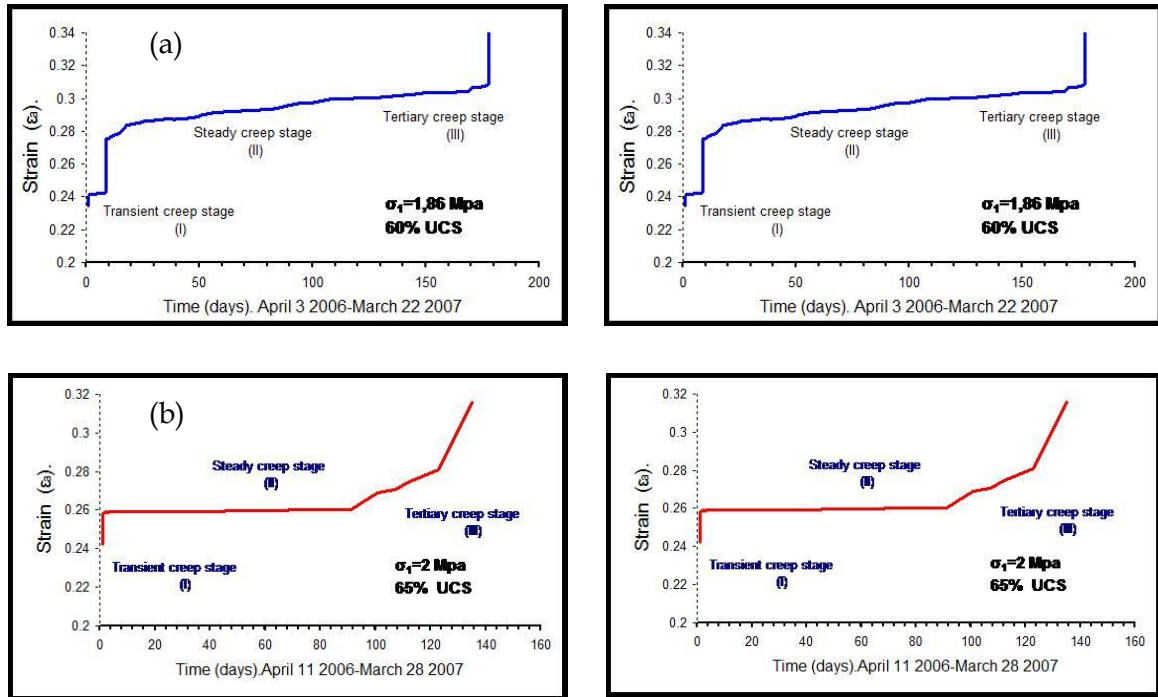 (a)
0.34
0.32
0.3
0.28
0.26
0.24
0.22
0.2
Strain (εa).
Steady creep stage
(II)
Tertiary creep stage
(III)
Transient creep stage
(I)
σ1=1,86 Mpa
60% UCS
0 50 100 150 200
Time (days). April 3 2006-March 22 2007
0.34
0.32
0.3
0.28
0.26
0.24
0.22
0.2
Strain (εa).
Steady creep stage
(II)
Tertiary creep stage
(III)
Transient creep stage
(I)
σ1=1,86 Mpa
60% UCS
0 50 100 150 200
Time (days). April 3 2006-March 22 2007
(b)
0.32
0.3
0.28
0.26
0.24
0.22
0.2
Strain (εa).
Steady creep stage
(II)
Tertiary creep stage
(III)
Transient creep stage
(I)
σ1=2 Mpa
65% UCS
0 20 40 60 80 100 120 140 160
Time (days).April 11 2006-March 28 2007
0.32
0.3
0.28
0.26
0.24
0.22
0.2
Strain (εa).
Steady creep stage
(II)
Tertiary creep stage
(III)
Transient creep stage
(I)
σ1=2 Mpa
65% UCS
0 20 40 60 80 100 120 140 160
Time (days).April 11 2006-March 28 2007